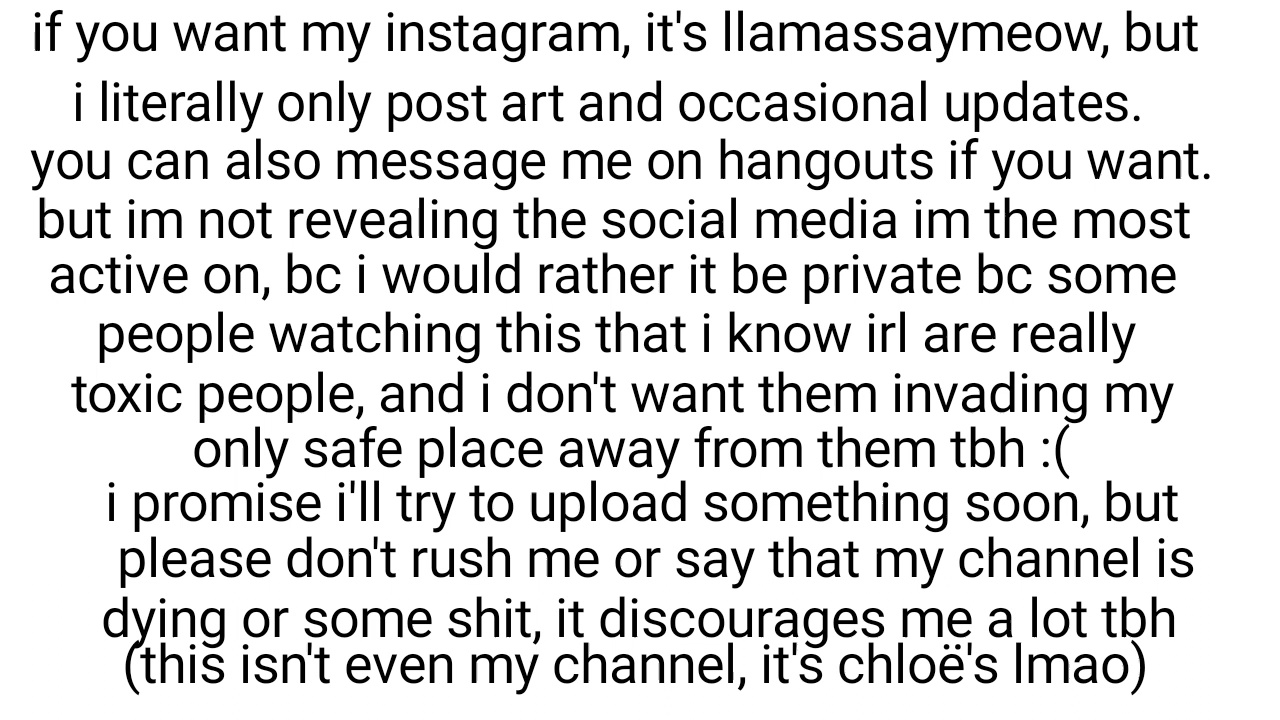 if you want my instagram, it's llamassaymeow, but
i literally only post art and occasional updates.
you can also message me on hangouts if you want.
but im not revealing the social media im the most
active on, bc i would rather it be private bc some
people watching this that i know irl are really
toxic people, and i don't want them invading my
only safe place away from them tbh :(
i promise i'll try to upload something soon, but
please don't rush me or say that my channel is
dying or some shit, it discourages me a lot tbh
(this isn't even my channel, it's chloë's lmao)